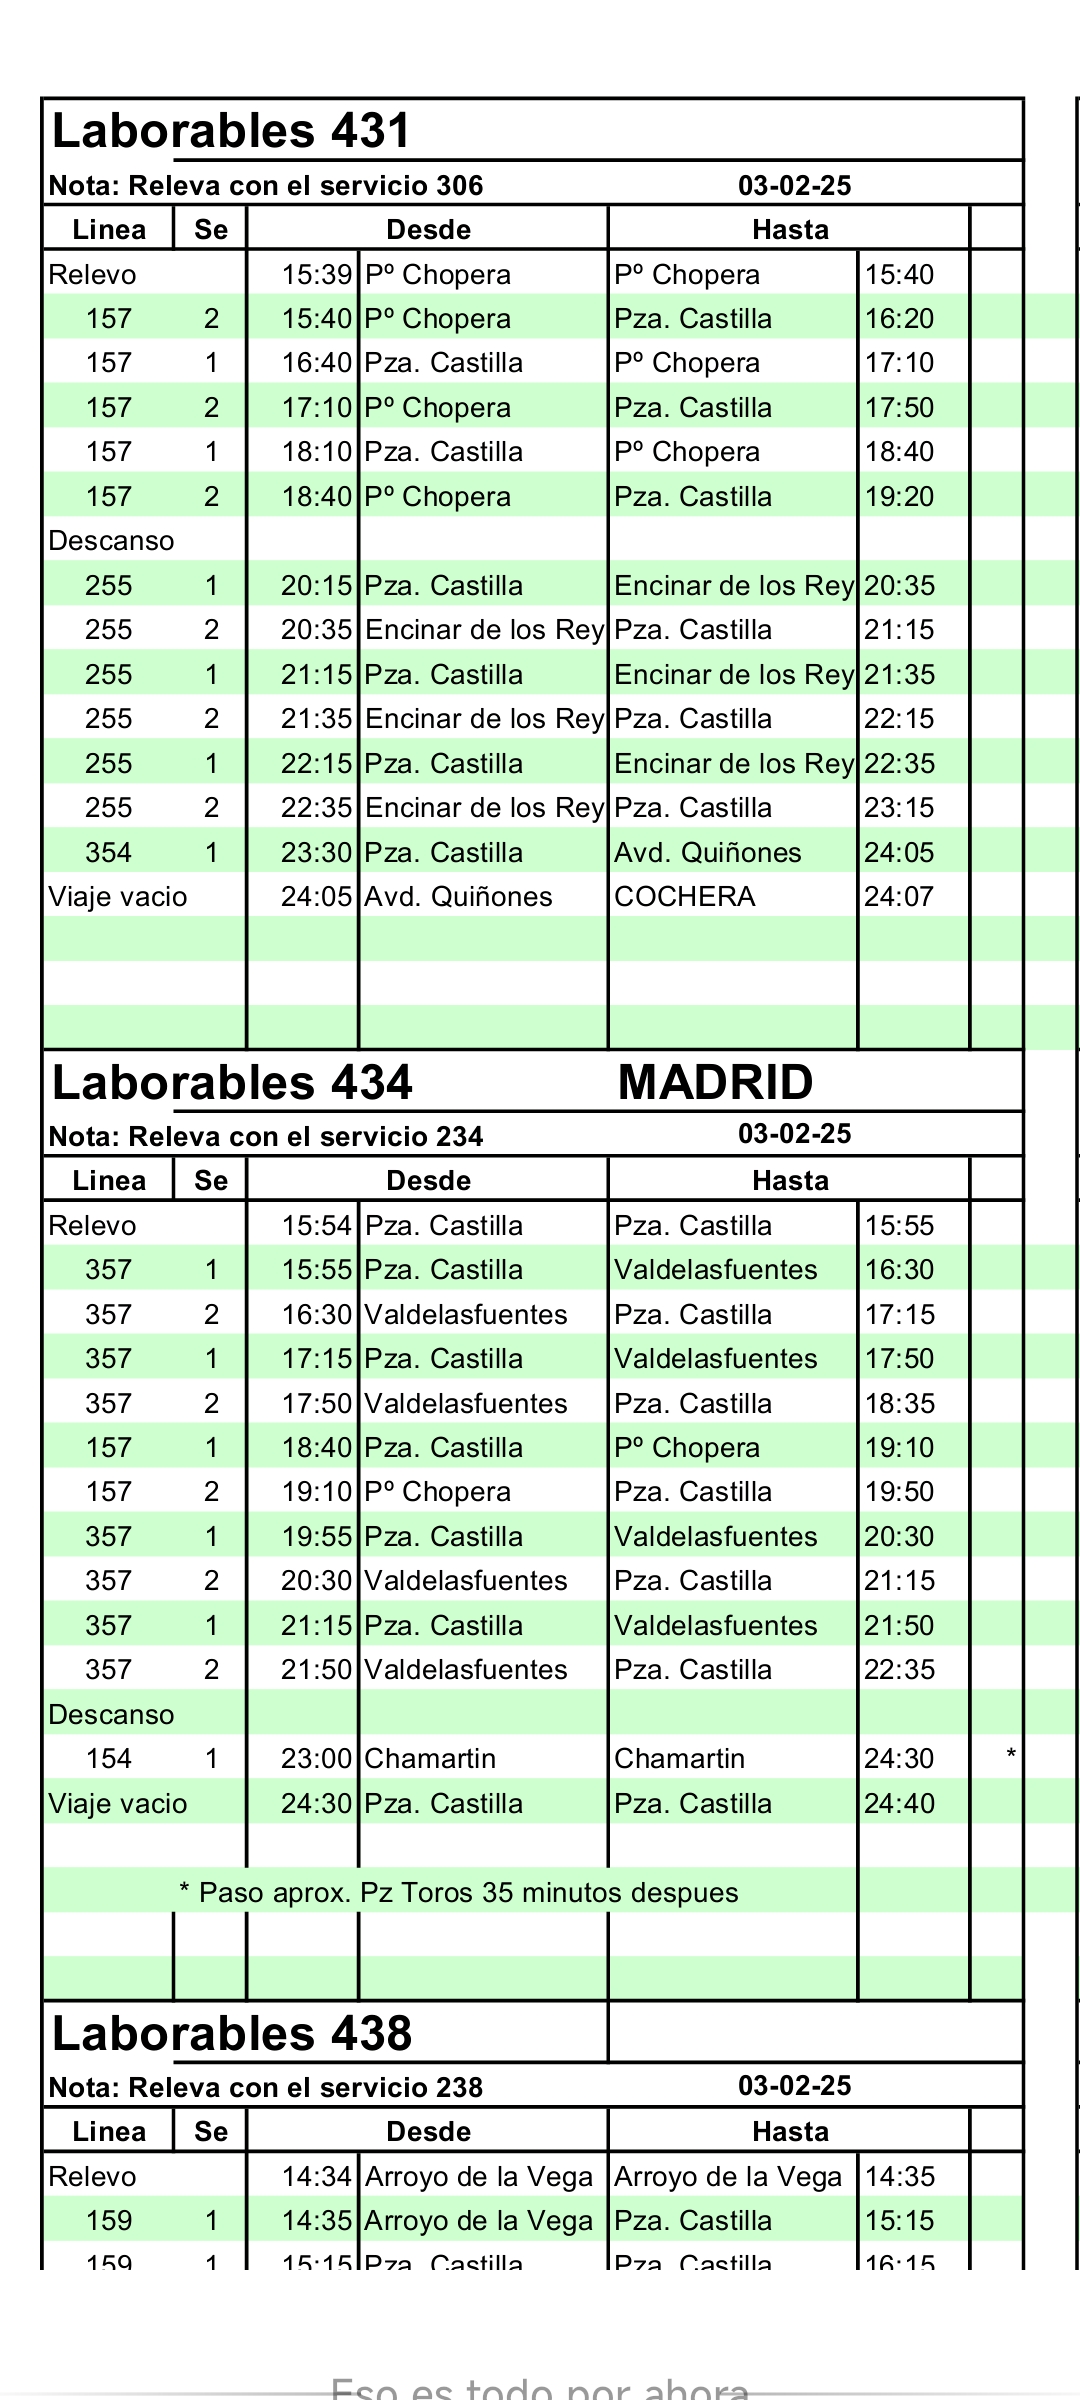 Laborables 431
Nota: Releva con el servicio 306 03-02-25
Linea Se Desde Hasta
Relevo 15:39 Pº Chopera Pº Chopera 15:40
157 2 15:40 Pº Chopera Pza. Castilla 16:20
157 1 16:40 Pza. Castilla Pº Chopera 17:10
157 2 17:10 Pº Chopera Pza. Castilla 17:50
157 1 18:10 Pza. Castilla Pº Chopera 18:40
157 2 18:40 Pº Chopera Pza. Castilla 19:20
Descanso
255 1 20:15 Pza. Castilla Encinar de los Rey 20:35
255 2 20:35 Encinar de los Rey Pza. Castilla 21:15
255 1 21:15 Pza. Castilla Encinar de los Rey 21:35
255 2 21:35 Encinar de los Rey Pza. Castilla 22:15
255 1 22:15 Pza. Castilla Encinar de los Rey 22:35
255 2 22:35 Encinar de los Rey Pza. Castilla 23:15
354 1 23:30 Pza. Castilla Avd. Quiñones 24:05
Viaje vacio 24:05 Avd. Quiñones COCHERA 24:07
Laborables 434 MADRID
Nota: Releva con el servicio 234 03-02-25
Linea Se Desde Hasta
Relevo 15:54 Pza. Castilla Pza. Castilla 15:55
357 1 15:55 Pza. Castilla Valdelasfuentes 16:30
357 2 16:30 Valdelasfuentes Pza. Castilla 17:15
357 1 17:15 Pza. Castilla Valdelasfuentes 17:50
357 2 17:50 Valdelasfuentes Pza. Castilla 18:35
157 1 18:40 Pza. Castilla Pº Chopera 19:10
157 2 19:10 Pº Chopera Pza. Castilla 19:50
357 1 19:55 Pza. Castilla Valdelasfuentes 20:30
357 2 20:30 Valdelasfuentes Pza. Castilla 21:15
357 1 21:15 Pza. Castilla Valdelasfuentes 21:50
357 2 21:50 Valdelasfuentes Pza. Castilla 22:35
Descanso
154 1 23:00 Chamartin Chamartin 24:30 *
Viaje vacio 24:30 Pza. Castilla Pza. Castilla 24:40
* Paso aprox. Pz Toros 35 minutos despues
Laborables 438
Nota: Releva con el servicio 238 03-02-25
Linea Se Desde Hasta
Relevo 14:34 Arroyo de la Vega Arroyo de la Vega 14:35
159 1 14:35 Arroyo de la Vega Pza. Castilla 15:15
159 1 15:15 Pza. Castilla Pza. Castilla 16:15
Eso es todo por ahora